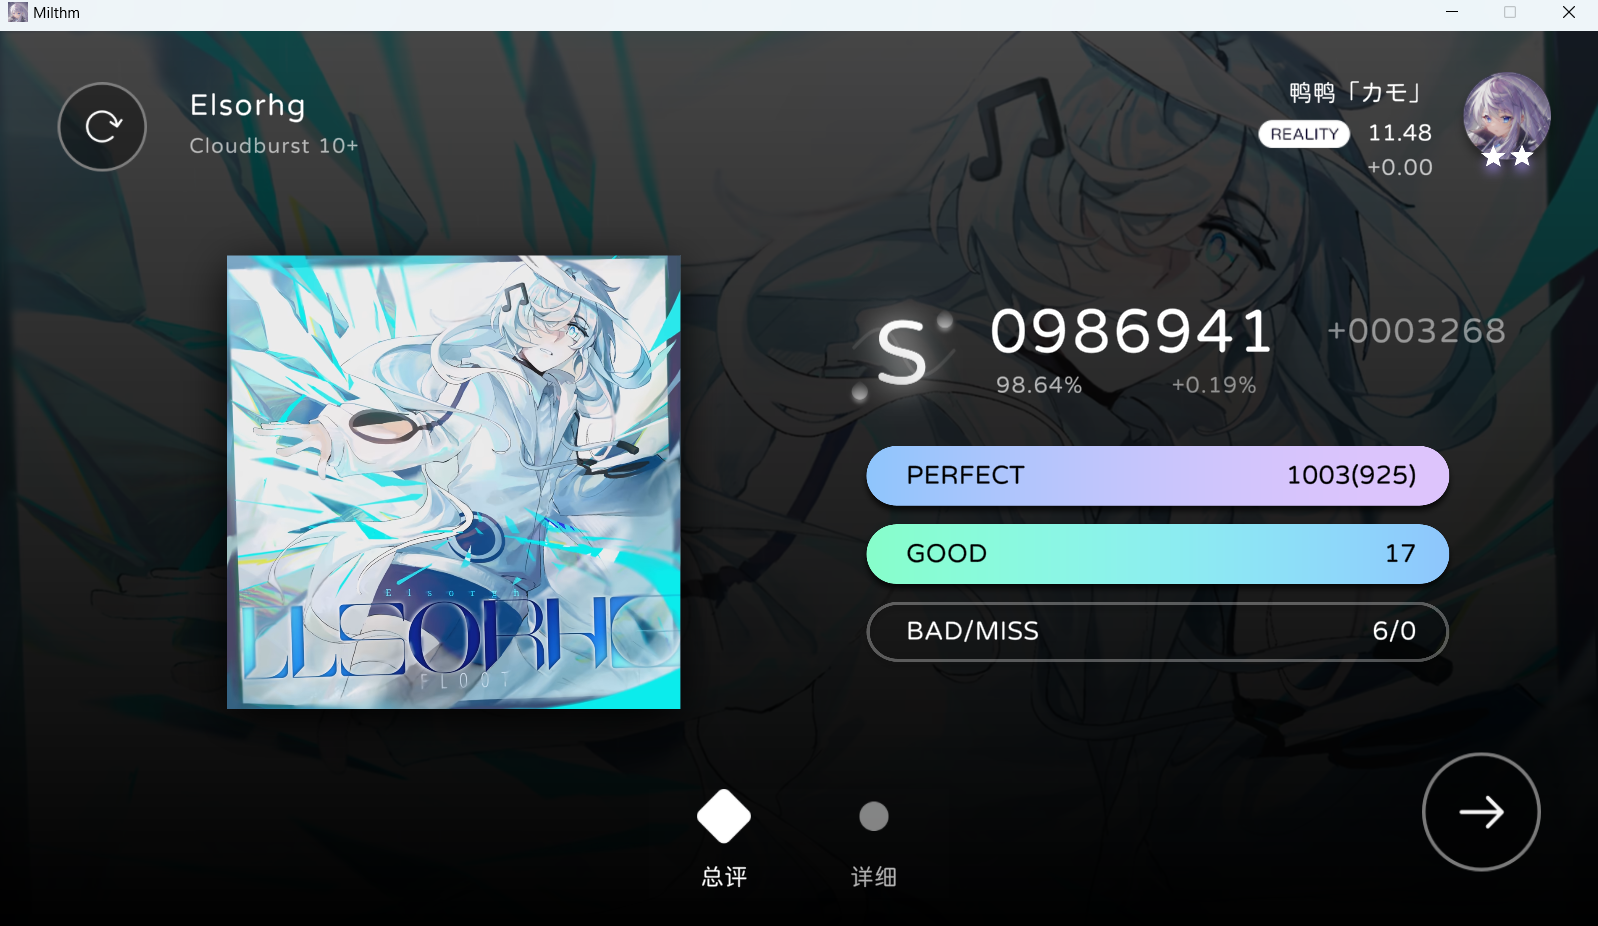 Milthm
Elsorhg
Cloudburst 10+
鸭鸭「カモ」
REALITY 11.48
+0.00
S 0986941 +0003268
98.64% +0.19%
PERFECT 1003(925)
GOOD 17
BAD/MISS 6/0
Elsorgh
LLSORHG
FLOOT
总评 详细